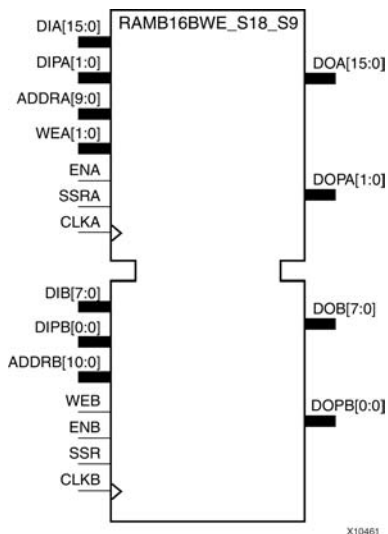 RAMB16BWE_S18_S9
DIA[15:0]
DIPA[1:0]
ADDRA[9:0]
WEA[1:0]
ENA
SSRA
CLKA
DOA[15:0]
DOPA[1:0]
DIB[7:0]
DIPB[0:0]
ADDRB[10:0]
WEB
ENB
SSR
CLKB
DOB[7:0]
DOPB[0:0]
X10461